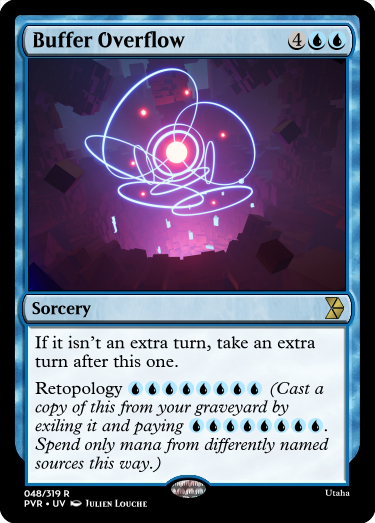 Buffer Overflow 4
Sorcery
If it isn't an extra turn, take an extra
turn after this one.
Retopology (Cast a
copy of this from your graveyard by
exiling it and paying .
Spend only mana from differently named
sources this way.)
048/319 R
Utaha
PVR • UV Julien Louche